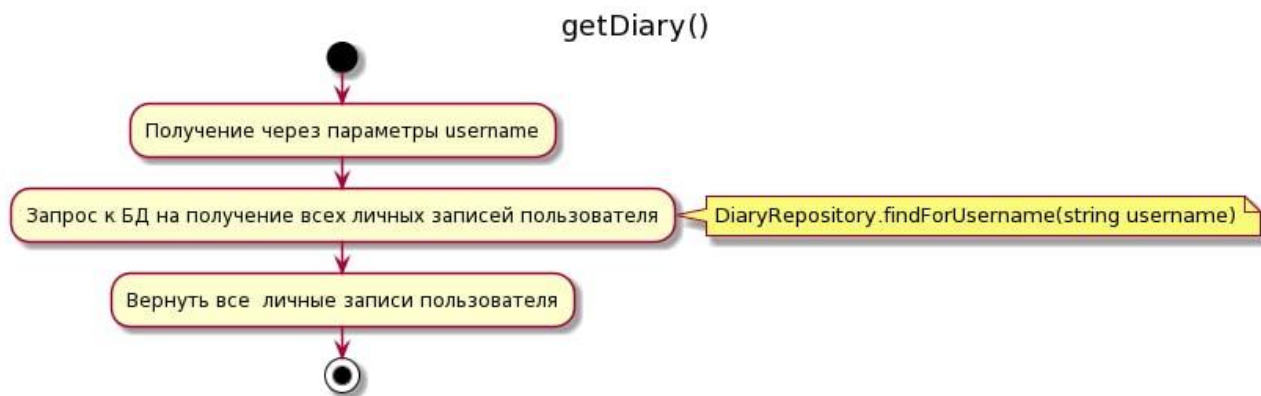 getDiary()
Получение через параметры username
Запрос к БД на получение всех личных записей пользователя
DiaryRepository.findForUsername(string username)
Вернуть все  личные записи пользователя